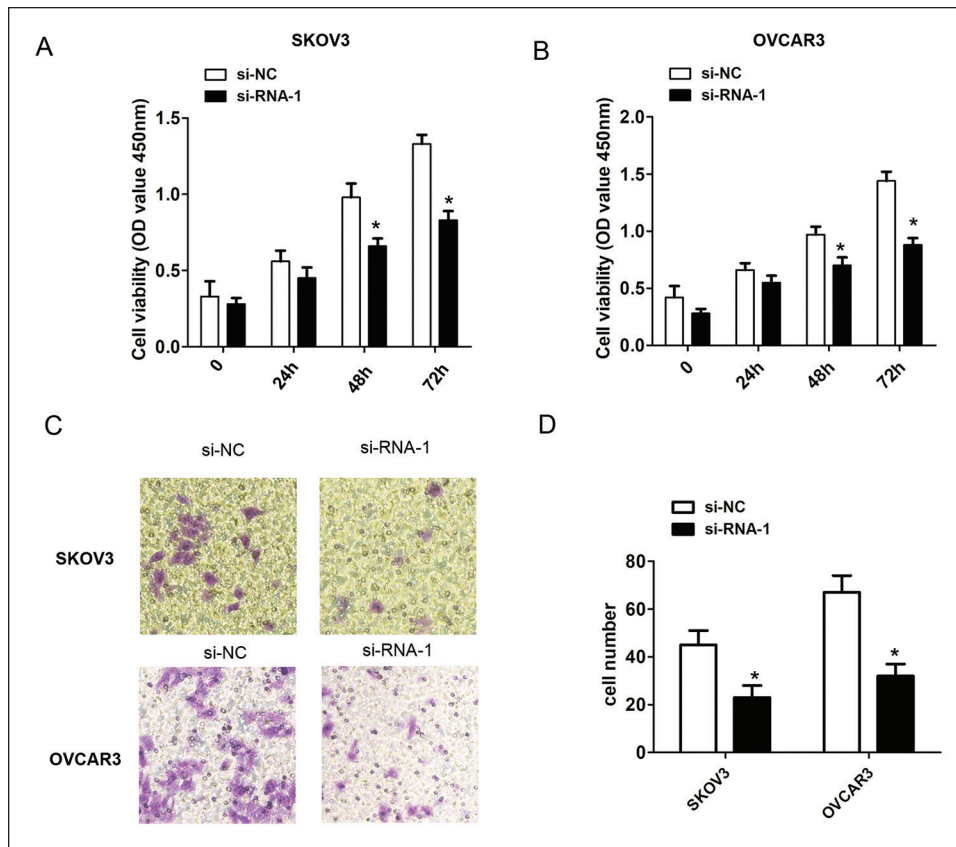 A
SKOV3
si-NC
si-RNA-1
Cell viability (OD value 450nm)
1.5
1.0
0.5
0.0
0
24h
48h
72h
*
*
B
OVCAR3
si-NC
si-RNA-1
Cell viability (OD value 450nm)
2.0
1.5
1.0
0.5
0.0
0
24h
48h
72h
*
*
C
si-NC
si-RNA-1
SKOV3
si-NC
si-RNA-1
OVCAR3
D
si-NC
si-RNA-1
cell number
80
60
40
20
0
*
*
SKOV3
OVCAR3